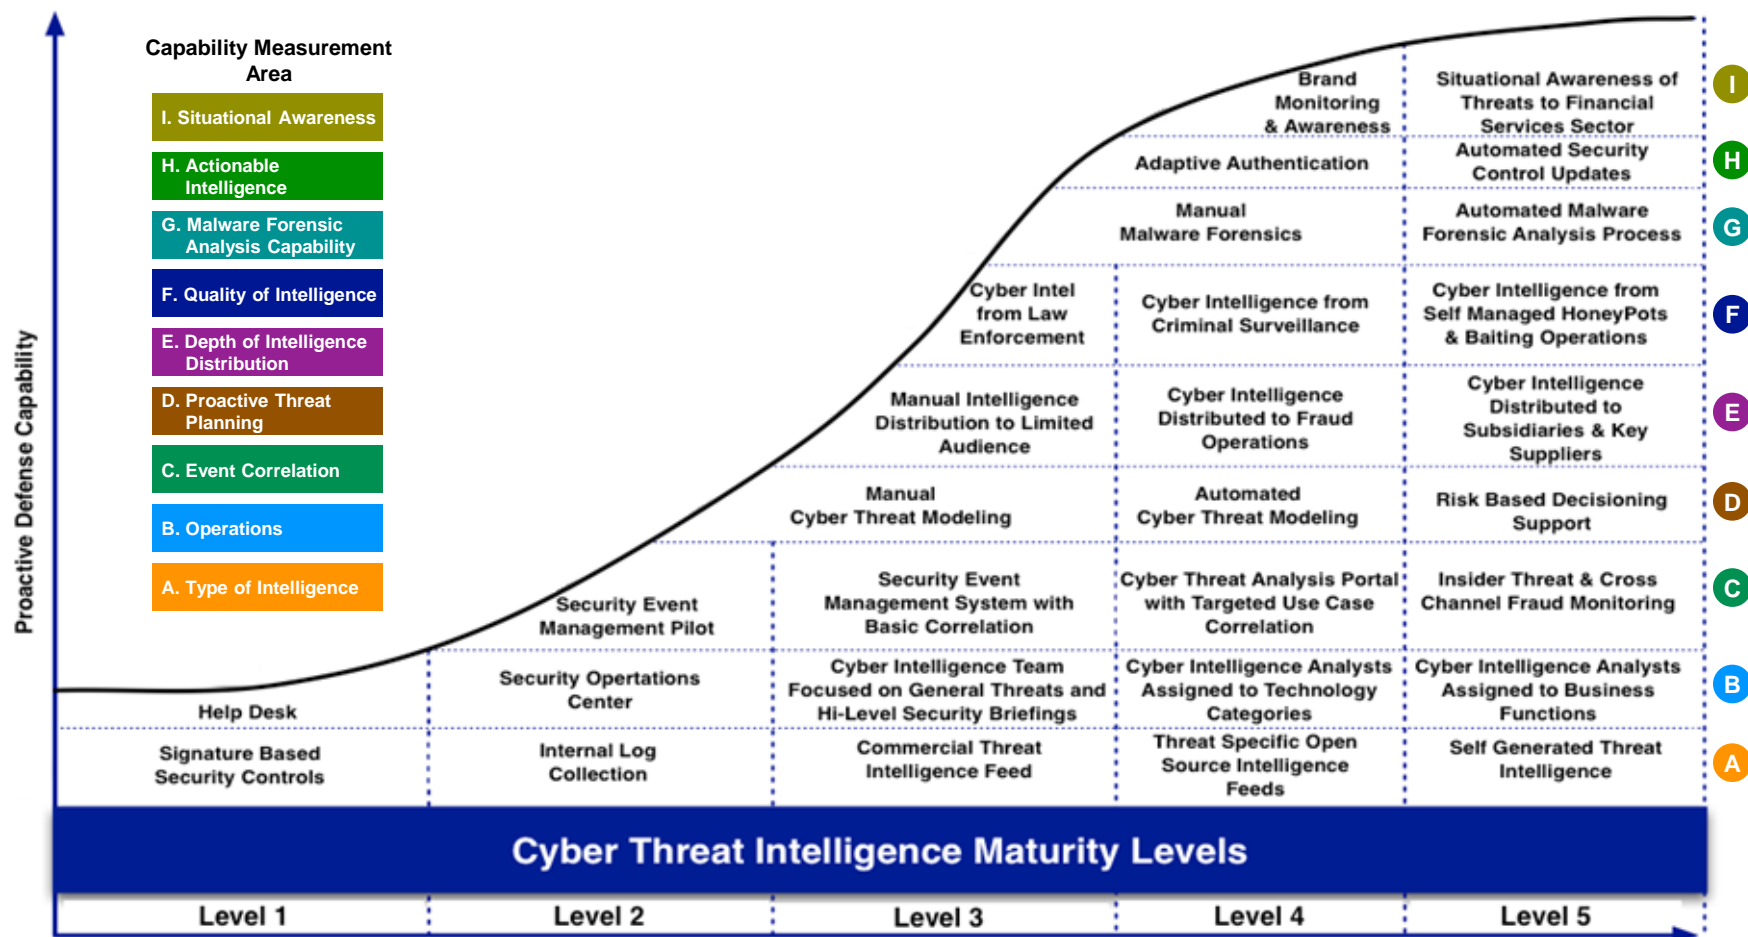 Capability Measurement
Area
I. Situational Awareness
H. Actionable
Intelligence
G. Malware Forensic
Analysis Capability
F. Quality of Intelligence
E. Depth of Intelligence
Distribution
D. Proactive Threat
Planning
C. Event Correlation
B. Operations
A. Type of Intelligence
Proactive Defense Capability
Brand
Monitoring
& Awareness
Situational Awareness of
Threats to Financial
Services Sector
I
Adaptive Authentication
Automated Security
Control Updates
H
Manual
Malware Forensics
Automated Malware
Forensic Analysis Process
G
Cyber Intel
from Law
Enforcement
Cyber Intelligence from
Criminal Surveillance
Cyber Intelligence from
Self Managed HoneyPots
& Baiting Operations
F
Manual Intelligence
Distribution to Limited
Audience
Cyber Intelligence
Distributed to Fraud
Operations
Cyber Intelligence
Distributed to
Subsidiaries & Key
Suppliers
E
Manual
Cyber Threat Modeling
Automated
Cyber Threat Modeling
Risk Based Decisioning
Support
D
Security Event
Management Pilot
Security Event
Management System with
Basic Correlation
Cyber Threat Analysis Portal
with Targeted Use Case
Correlation
Insider Threat & Cross
Channel Fraud Monitoring
C
Help Desk
Security Opertations
Center
Cyber Intelligence Team
Focused on General Threats and
Hi-Level Security Briefings
Cyber Intelligence Analysts
Assigned to Technology
Categories
Cyber Intelligence Analysts
Assigned to Business
Functions
B
Signature Based
Security Controls
Internal Log
Collection
Commercial Threat
Intelligence Feed
Threat Specific Open
Source Intelligence
Feeds
Self Generated Threat
Intelligence
A
Cyber Threat Intelligence Maturity Levels
Level 1
Level 2
Level 3
Level 4
Level 5